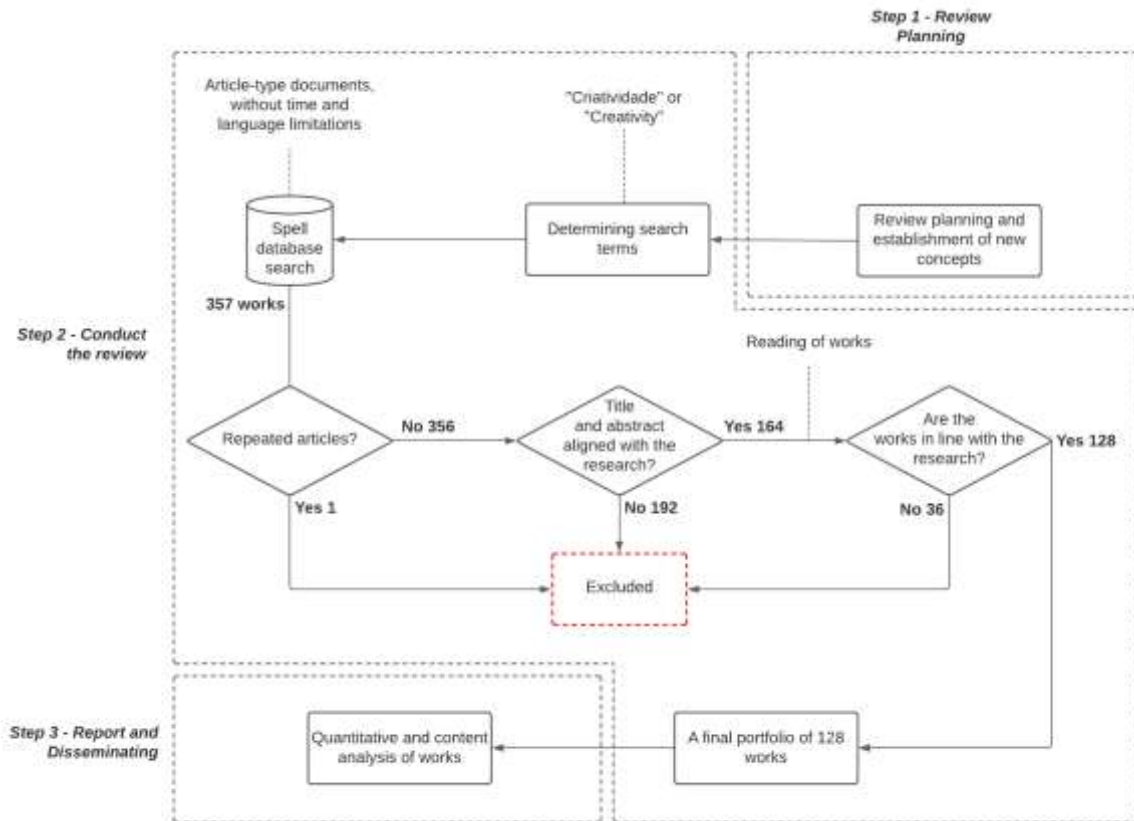 Step 1 - Review
Planning
Article-type documents,
without time and
language limitations
"Criatividade" or
"Creativity"
Spell
database
search
Determining search
terms
Review planning and
establishment of new
concepts
357 works
Step 2 - Conduct
the review
Reading of works
Repeated articles?
No 356
Title
and abstract
aligned with the
research?
Yes 164
Are the
works in line with the
research?
Yes 128
Yes 1
No 192
No 36
Excluded
Step 3 - Report and
Disseminating
Quantitative and content
analysis of works
A final portfolio of 128
works